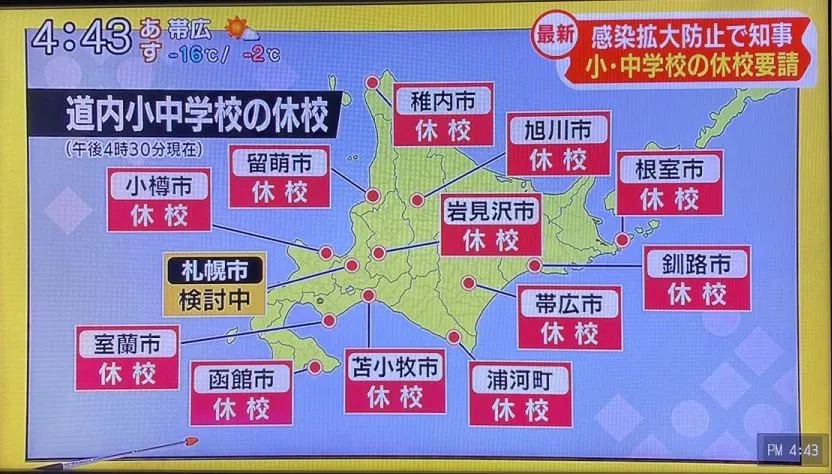 4:43
あす
帯広
-16℃/ -2℃
最新
感染拡大防止で知事
小・中学校の休校要請
道内小中学校の休校
(午後4時30分現在)
稚内市
休校
旭川市
休校
留萌市
休校
根室市
休校
小樽市
休校
岩見沢市
休校
札幌市
検討中
釧路市
休校
帯広市
休校
室蘭市
休校
苫小牧市
休校
函館市
休校
浦河町
休校
PM 4:43